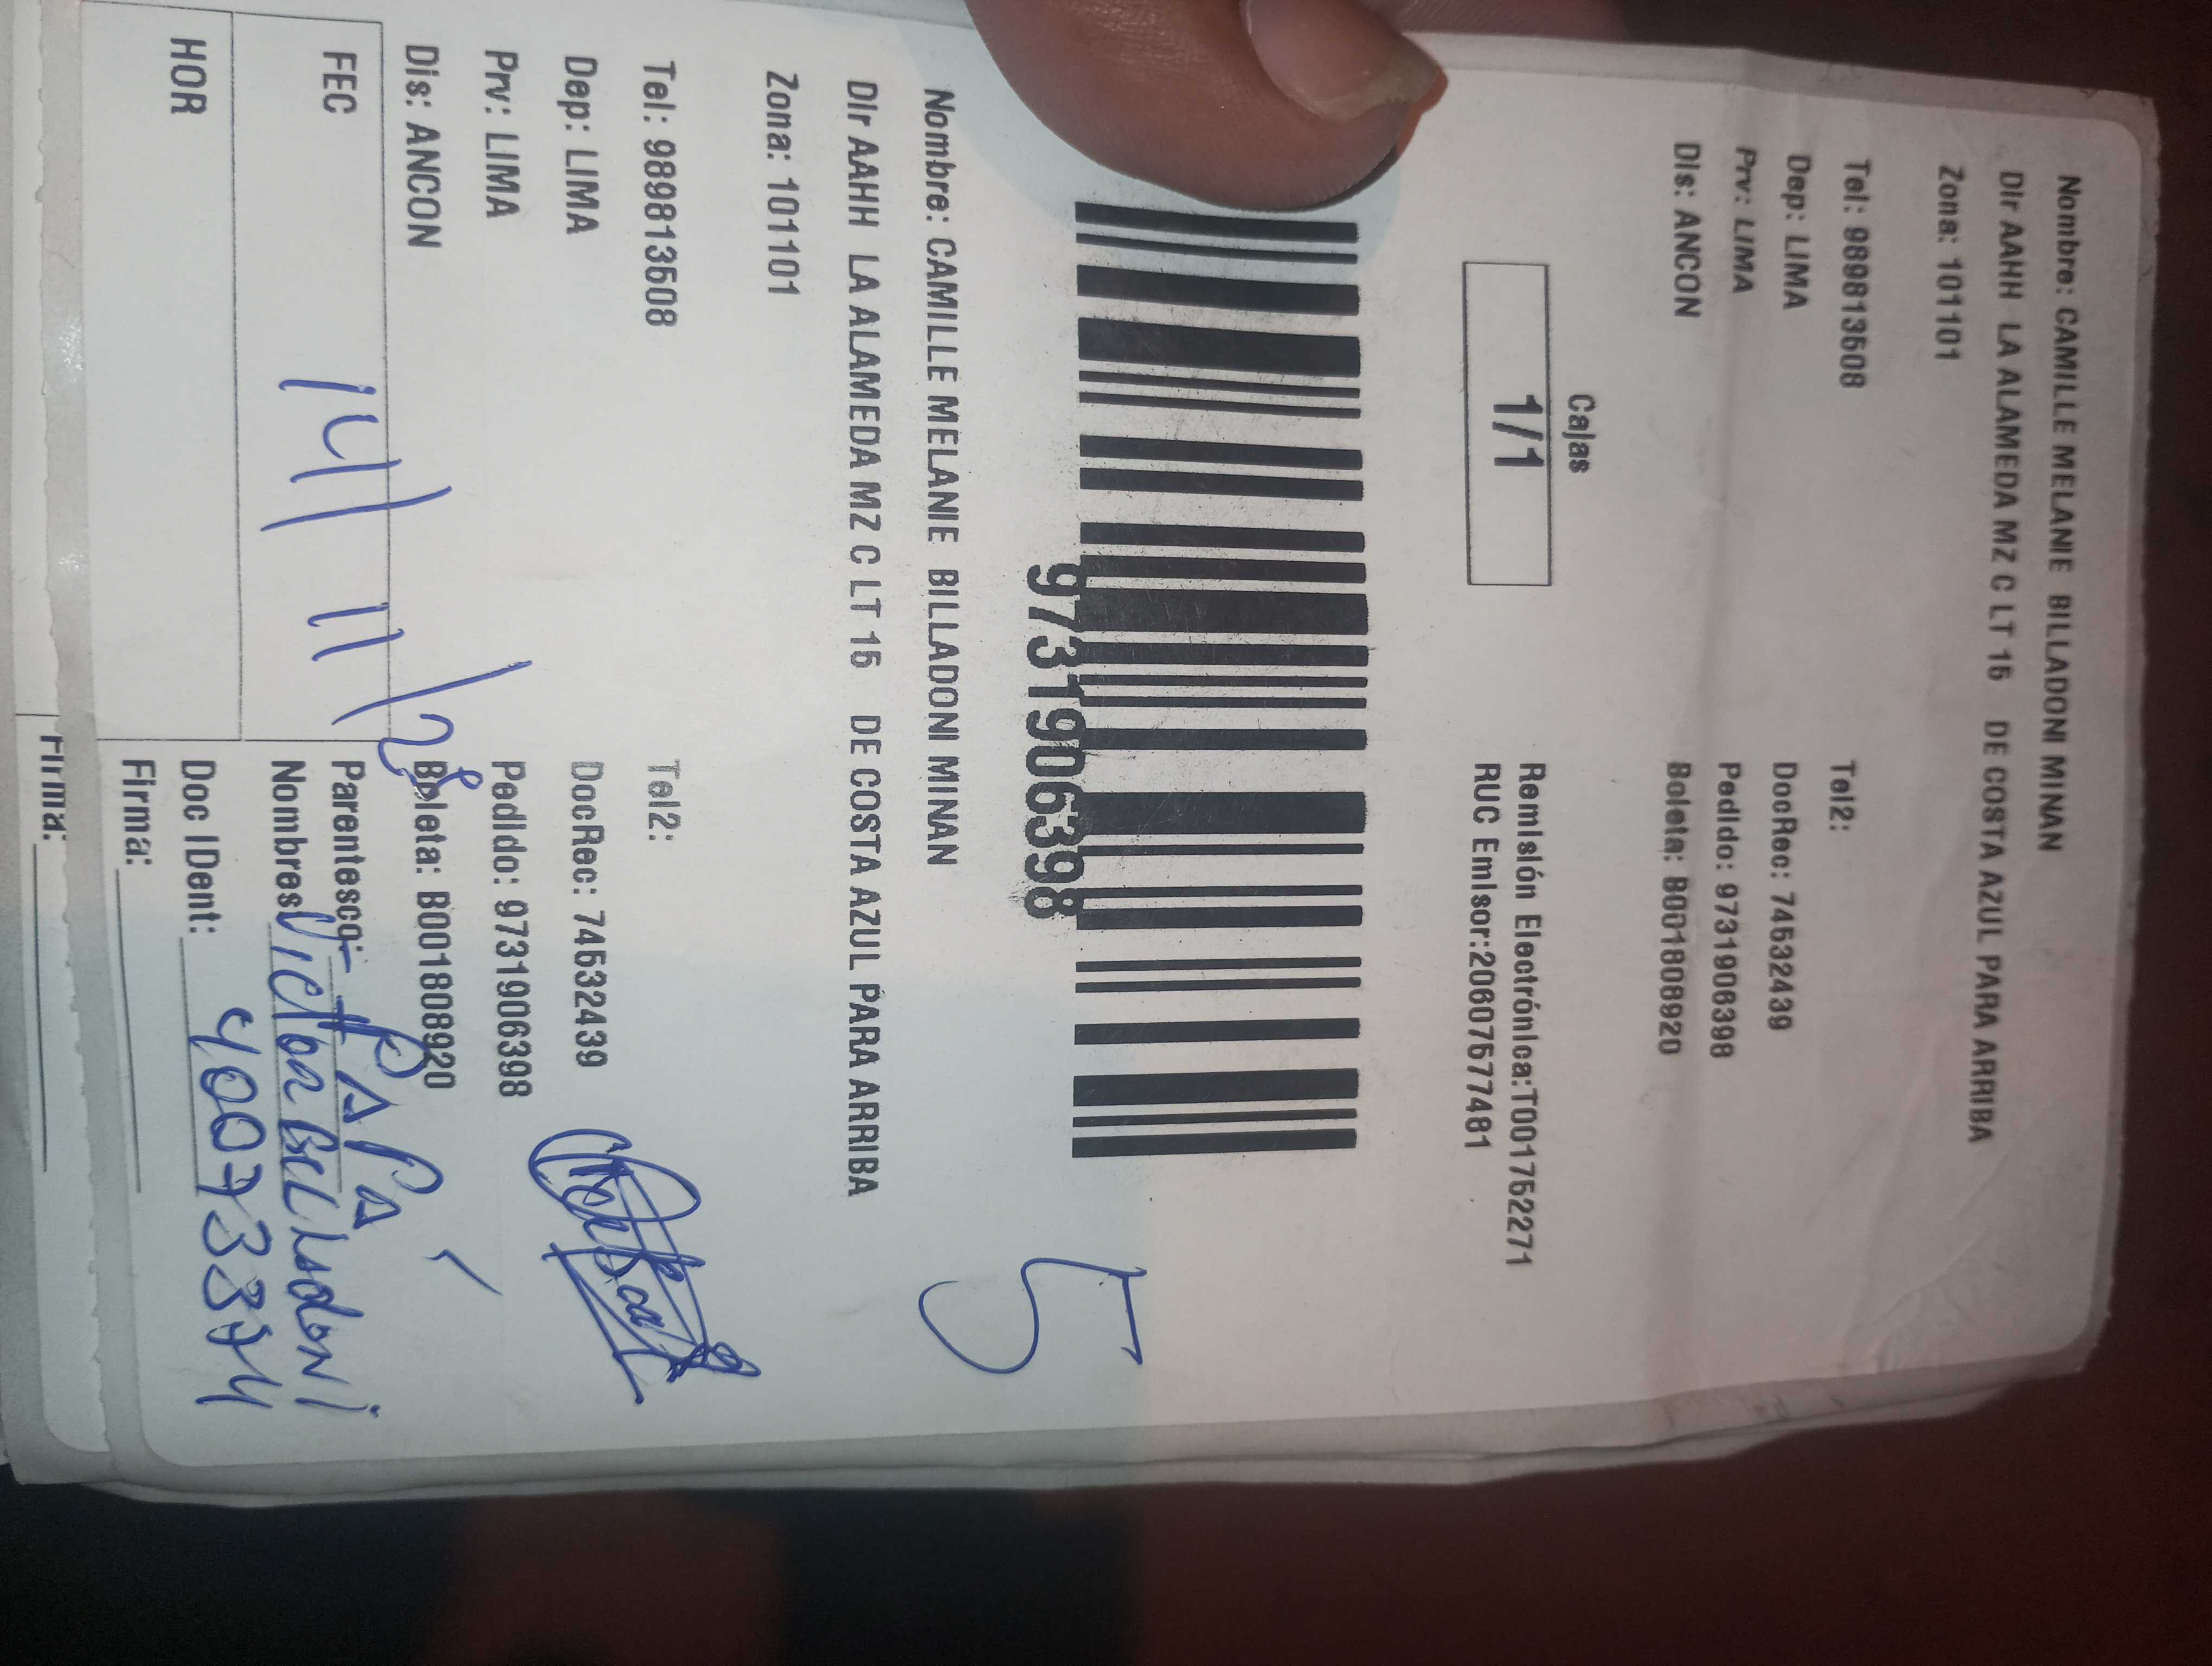 Nombre: CAMILLE MELANIE BILLADONI MINAN
Dir AAHH LA ALAMEDA MZ C LT 15 DE COSTA AZUL PARA ARRIBA
Zona: 101101
Tel: 989813508 Tel2:
Dep: LIMA DocRec: 74532439
Prv: LIMA Pedido: 9731906398
Dis: ANCON Boleta: B001808920
Cajas
1/1
Remisión Electrónica:T001752271
RUC Emisor:20607577481
9731906398
5
Nombre: CAMILLE MELANIE BILLADONI MINAN
Dir AAHH LA ALAMEDA MZ C LT 15 DE COSTA AZUL PARA ARRIBA
Zona: 101101
Tel: 989813508 Tel2:
Dep: LIMA DocRec: 74532439
Prv: LIMA Pedido: 9731906398
Dis: ANCON Boleta: B001808920
FEC 14/11/ Parentesco: PAPA
Nombres
HOR Doc IDent: 40073374
Firma:
Firma: